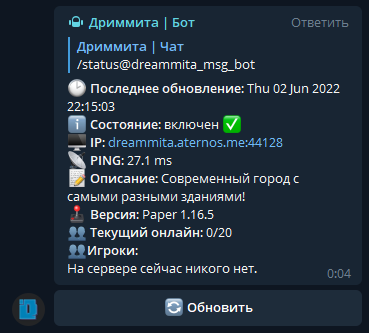 Дриммита | Бот
Ответить
Дриммита | Чат
/status@dreammita_msg_bot
Последнее обновление: Thu 02 Jun 2022
22:15:03
Состояние: включен
IP: dreammita.aternos.me:44128
PING: 27.1 ms
Описание: Современный город с
самыми разными зданиями!
Версия: Paper 1.16.5
Текущий онлайн: 0/20
Игроки:
На сервере сейчас никого нет.
0:04
Обновить